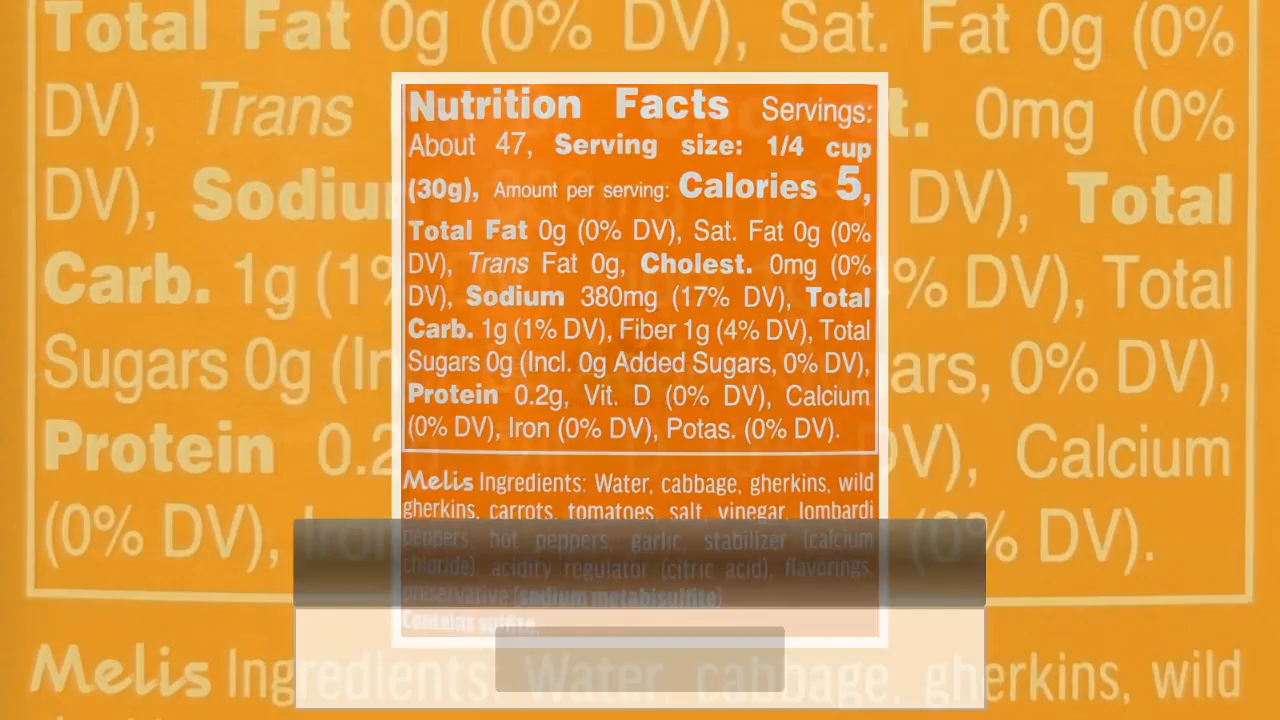 Nutrition Facts Servings:
About 47, Serving size: 1/4 cup
(30g), Amount per serving: Calories 5,
Total Fat 0g (0% DV), Sat. Fat 0g (0%
DV), Trans Fat 0g, Cholest. 0mg (0%
DV), Sodium 380mg (17% DV), Total
Carb. 1g (1% DV), Fiber 1g (4% DV), Total
Sugars 0g (Incl. 0g Added Sugars, 0% DV),
Protein 0.2g, Vit. D (0% DV), Calcium
(0% DV), Iron (0% DV), Potas. (0% DV).
Melis Ingredients: Water, cabbage, gherkins, wild
gherkins, carrots, tomatoes, salt, vinegar, lombardi
peppers, hot peppers, garlic, stabilizer (calcium
chloride) acidity regulator (citric acid), flavorings,
preservative (sodium metabisulfite)
Contains sulfite.
Total Fat 0g (0% DV), Sat. Fat 0g (0%
DV), Trans t. 0mg (0%
DV), Sodiu DV), Total
Carb. 1g (1% % DV), Total
Sugars 0g (In ars, 0% DV),
Protein 0.2 V), Calcium
(0% DV), Iron (0% DV).
Melis Ingredients: Water, cabbage, gherkins, wild